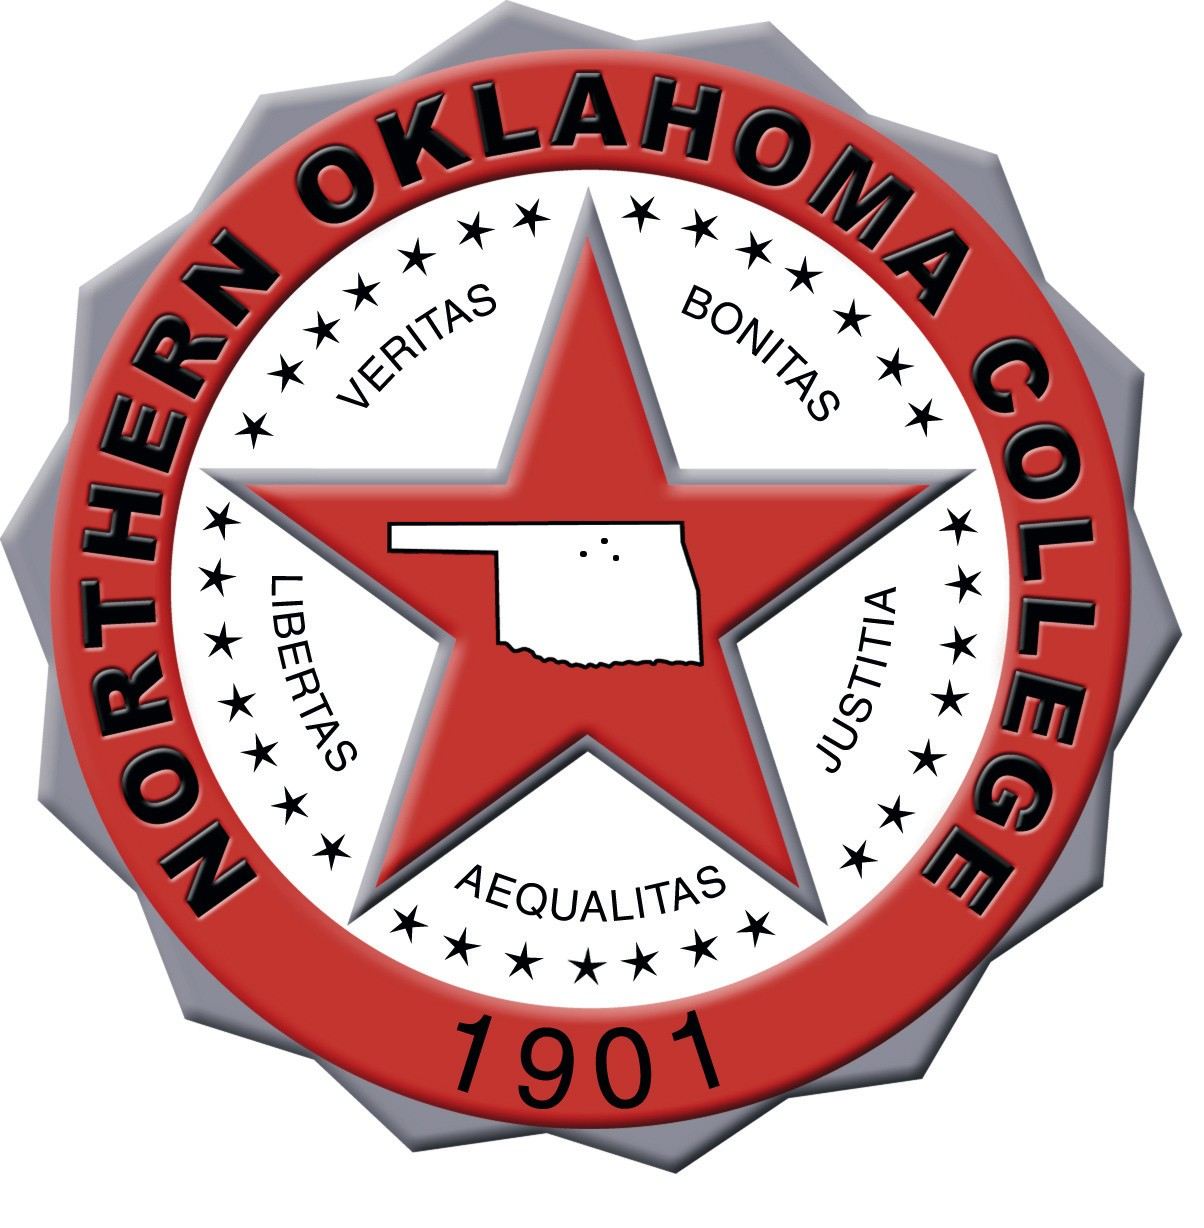 NORTHERN OKLAHOMA COLLEGE
VERITAS
BONITAS
LIBERTAS
JUSTITIA
AEQUALITAS
1901